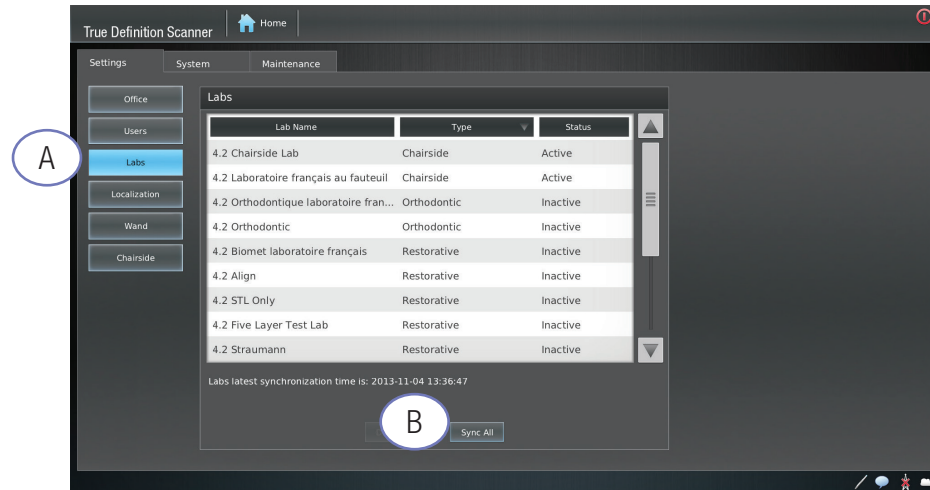 True Definition Scanner Home
Settings System Maintenance
Office
Users
Labs
Localization
Wand
Chairside
A
Labs
Lab Name Type Status
4.2 Chairside Lab Chairside Active
4.2 Laboratoire français au fauteuil Chairside Active
4.2 Orthodontique laboratoire fran... Orthodontic Inactive
4.2 Orthodontic Orthodontic Inactive
4.2 Biomet laboratoire français Restorative Inactive
4.2 Align Restorative Inactive
4.2 STL Only Restorative Inactive
4.2 Five Layer Test Lab Restorative Inactive
4.2 Straumann Restorative Inactive
Labs latest synchronization time is: 2013-11-04 13:36:47
B
Sync All